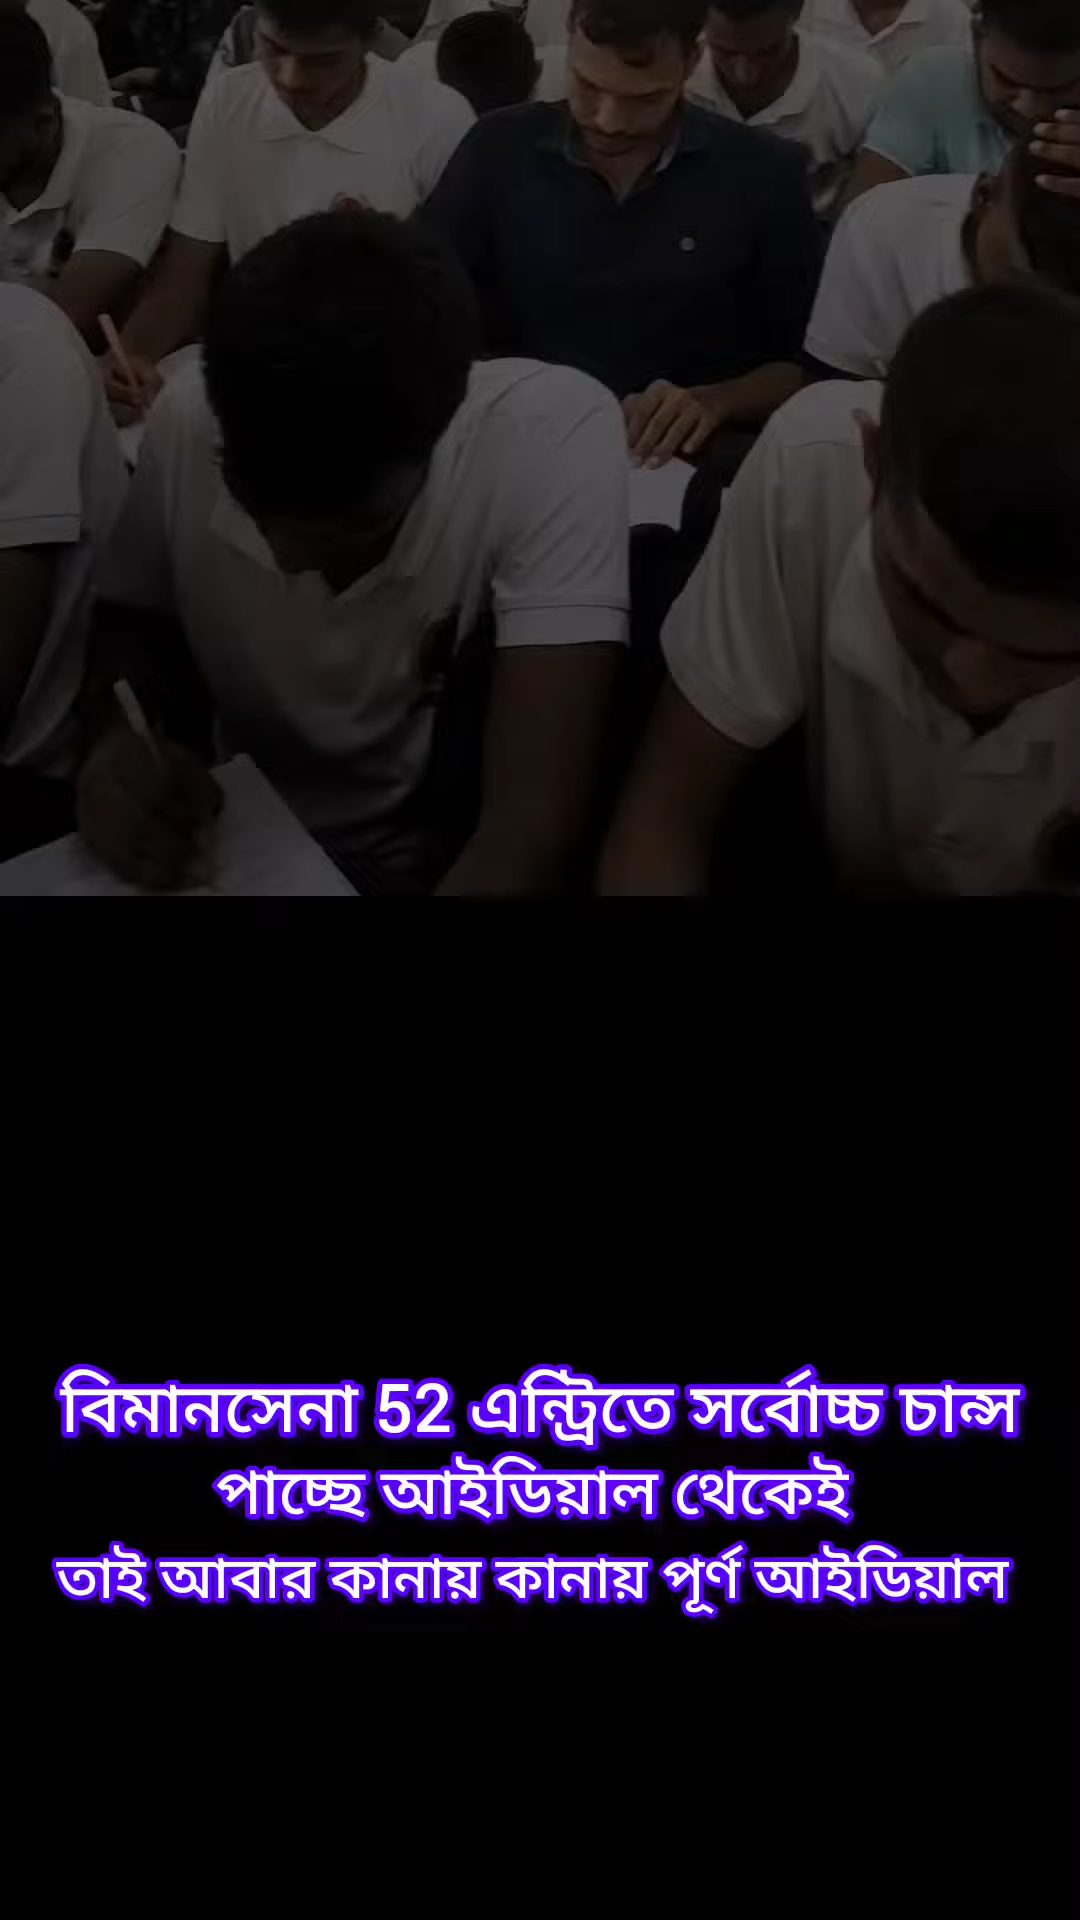 বিমানসেনা 52 এন্ট্রিতে সর্বোচ্চ চান্স
পাচ্ছে আইডিয়াল থেকেই
তাই আবার কানায় কানায় পূর্ণ আইডিয়াল